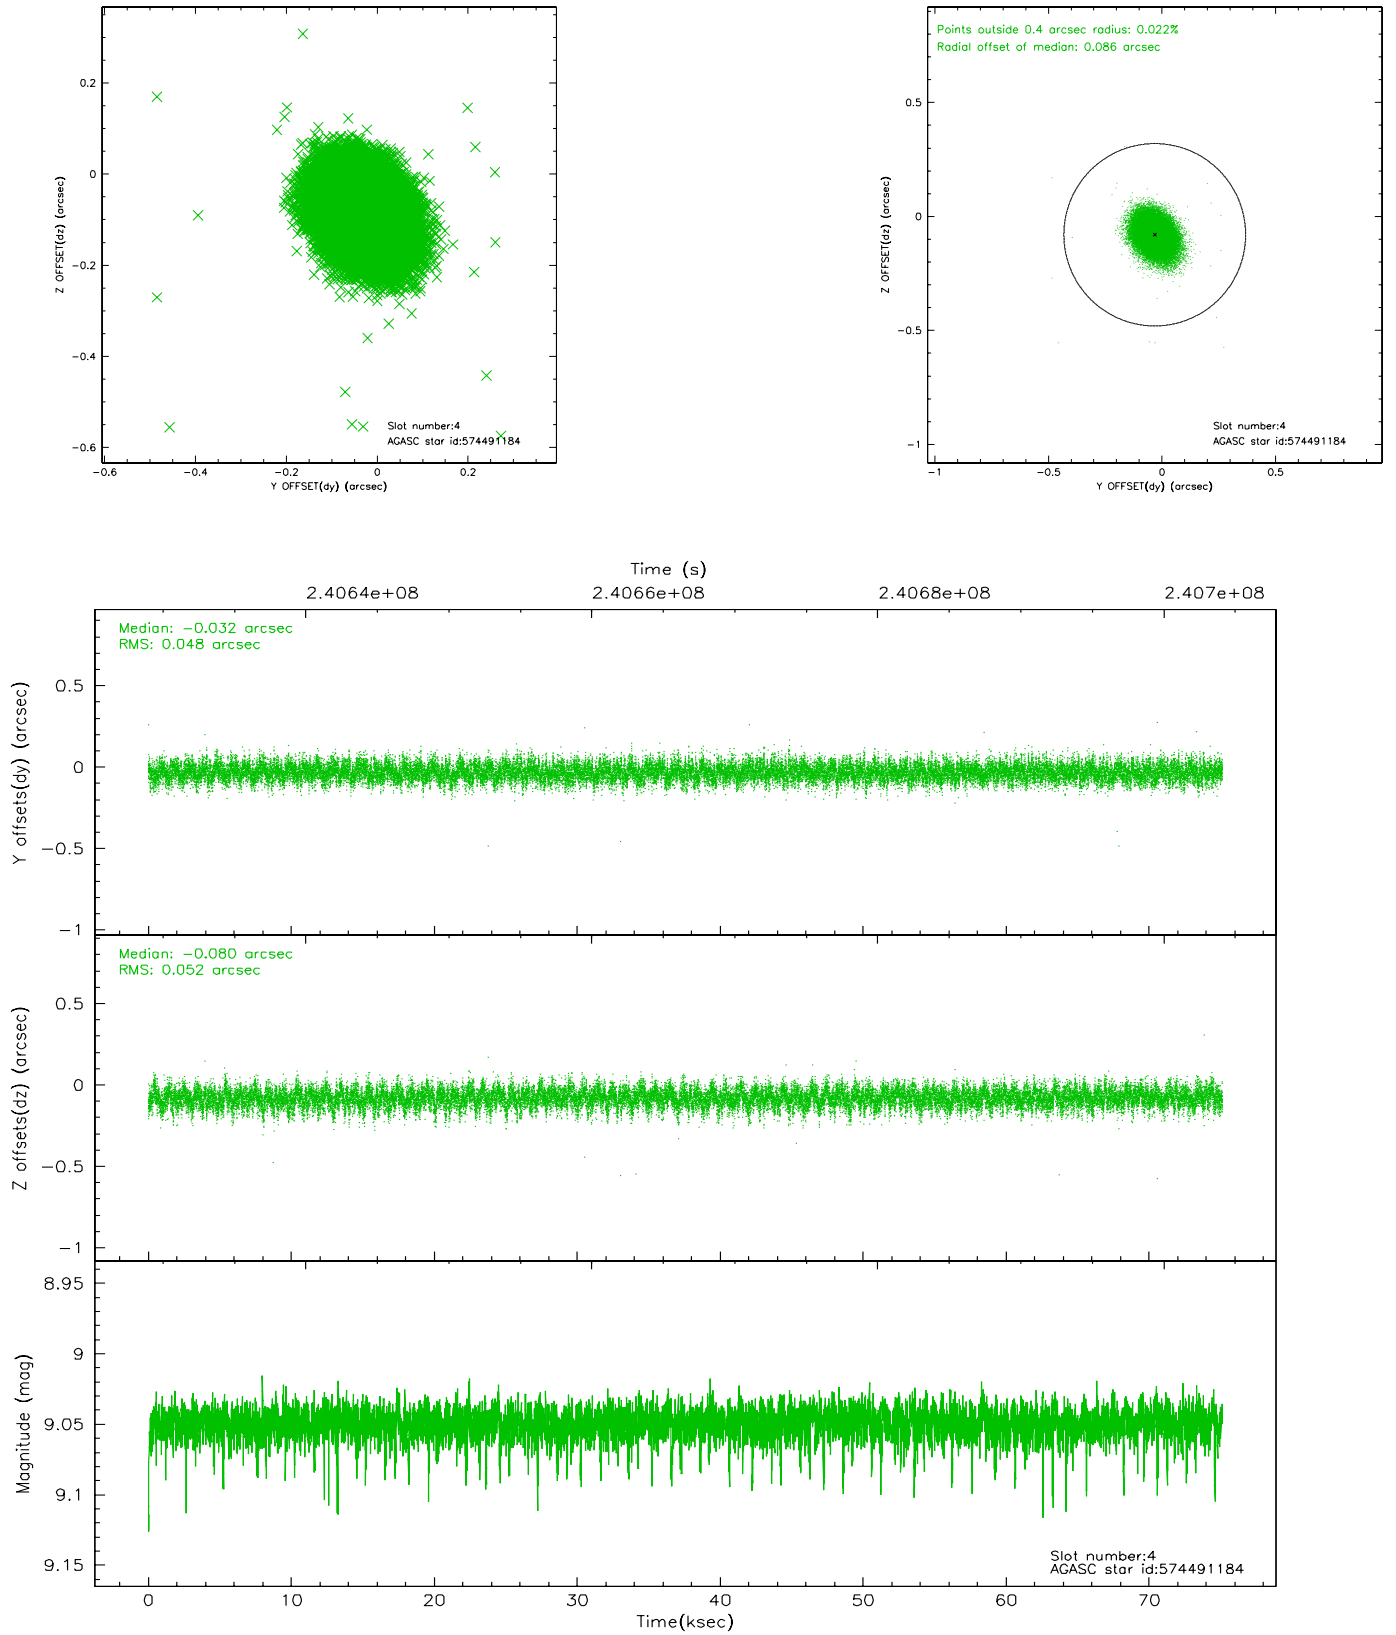 0.2
0
-0.2
-0.4
-0.6
-0.6
-0.4
-0.2
0
0.2
Z OFFSET(dz) (arcsec)
Y OFFSET(dy) (arcsec)
Slot number:4
AGASC star id:574491184
Points outside 0.4 arcsec radius: 0.022%
Radial offset of median: 0.086 arcsec
0.5
0
-0.5
-1
-1
-0.5
0
0.5
Z OFFSET(dz) (arcsec)
Y OFFSET(dy) (arcsec)
Slot number:4
AGASC star id:574491184
Time (s)
2.4064e+08
2.4066e+08
2.4068e+08
2.407e+08
Median: -0.032 arcsec
RMS: 0.048 arcsec
0.5
0
-0.5
-1
Y offsets(dy) (arcsec)
Median: -0.080 arcsec
RMS: 0.052 arcsec
0.5
0
-0.5
-1
Z offsets(dz) (arcsec)
8.95
9
9.05
9.1
9.15
Magnitude (mag)
Slot number:4
AGASC star id:574491184
0
10
20
30
40
50
60
70
Time(ksec)